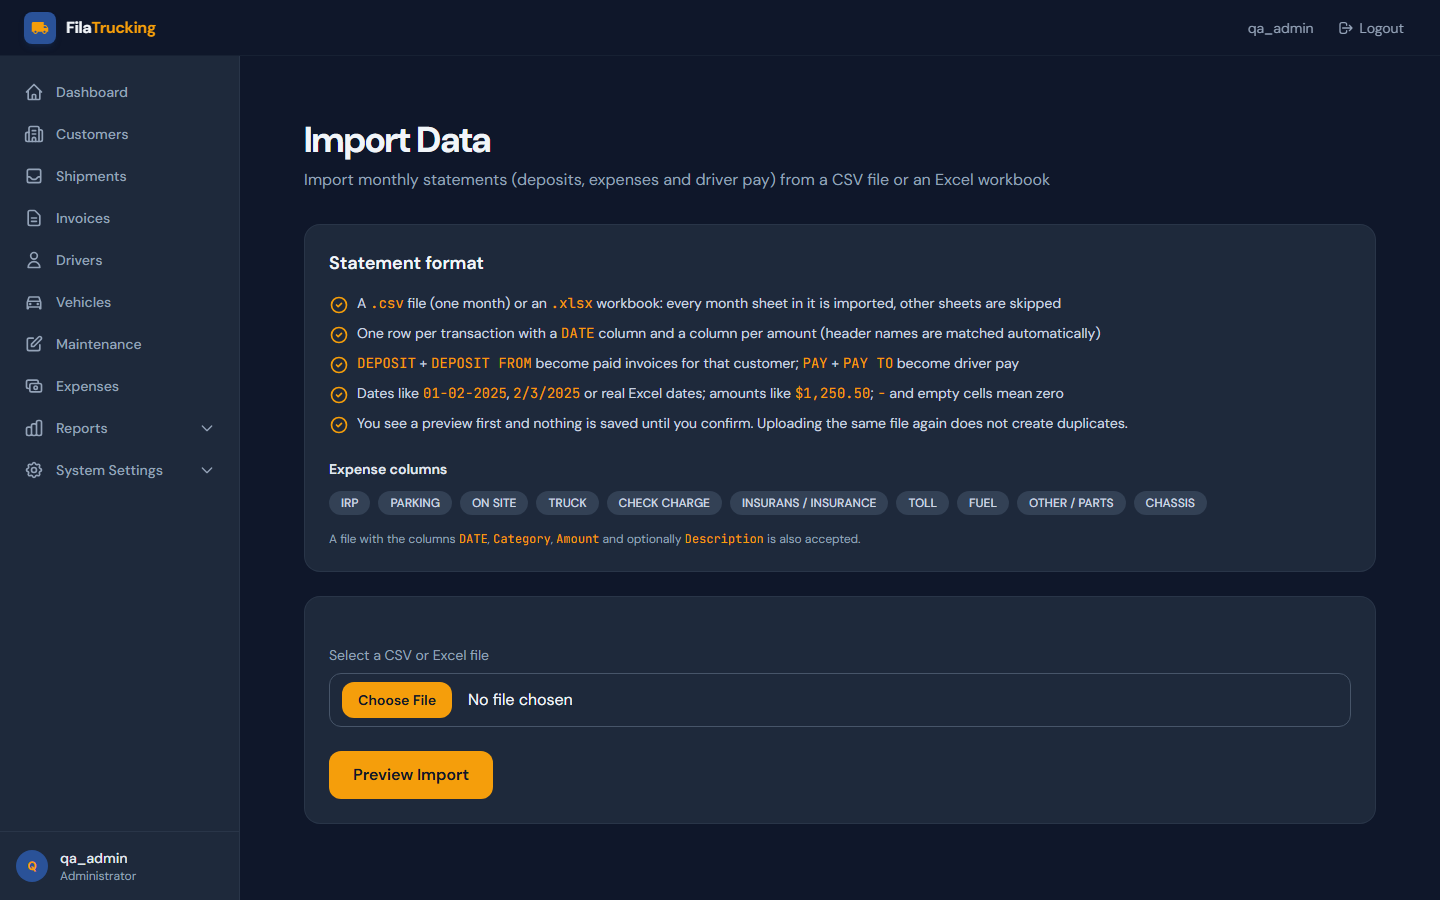 FilaTrucking
qa_admin
Logout
Dashboard
Customers
Shipments
Invoices
Drivers
Vehicles
Maintenance
Expenses
Reports
System Settings
Q
qa_admin
Administrator
Import Data
Import monthly statements (deposits, expenses and driver pay) from a CSV file or an Excel workbook
Statement format
A .csv file (one month) or an .xlsx workbook: every month sheet in it is imported, other sheets are skipped
One row per transaction with a DATE column and a column per amount (header names are matched automatically)
DEPOSIT + DEPOSIT FROM become paid invoices for that customer; PAY + PAY TO become driver pay
Dates like 01-02-2025, 2/3/2025 or real Excel dates; amounts like $1,250.50; - and empty cells mean zero
You see a preview first and nothing is saved until you confirm. Uploading the same file again does not create duplicates.
Expense columns
IRP PARKING ON SITE TRUCK CHECK CHARGE INSURANS / INSURANCE TOLL FUEL OTHER / PARTS CHASSIS
A file with the columns DATE, Category, Amount and optionally Description is also accepted.
Select a CSV or Excel file
Choose File No file chosen
Preview Import